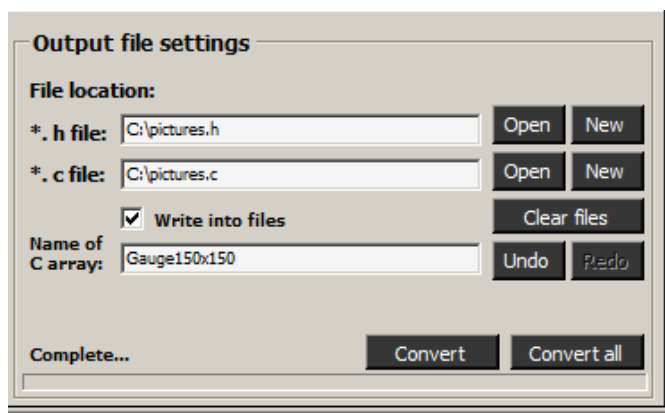 Output file settings
File location:
*. h file: C:\pictures.h Open New
*. c file: C:\pictures.c Open New
Write into files Clear files
Name of
C array: Gauge150x150 Undo Redo
Complete... Convert Convert all